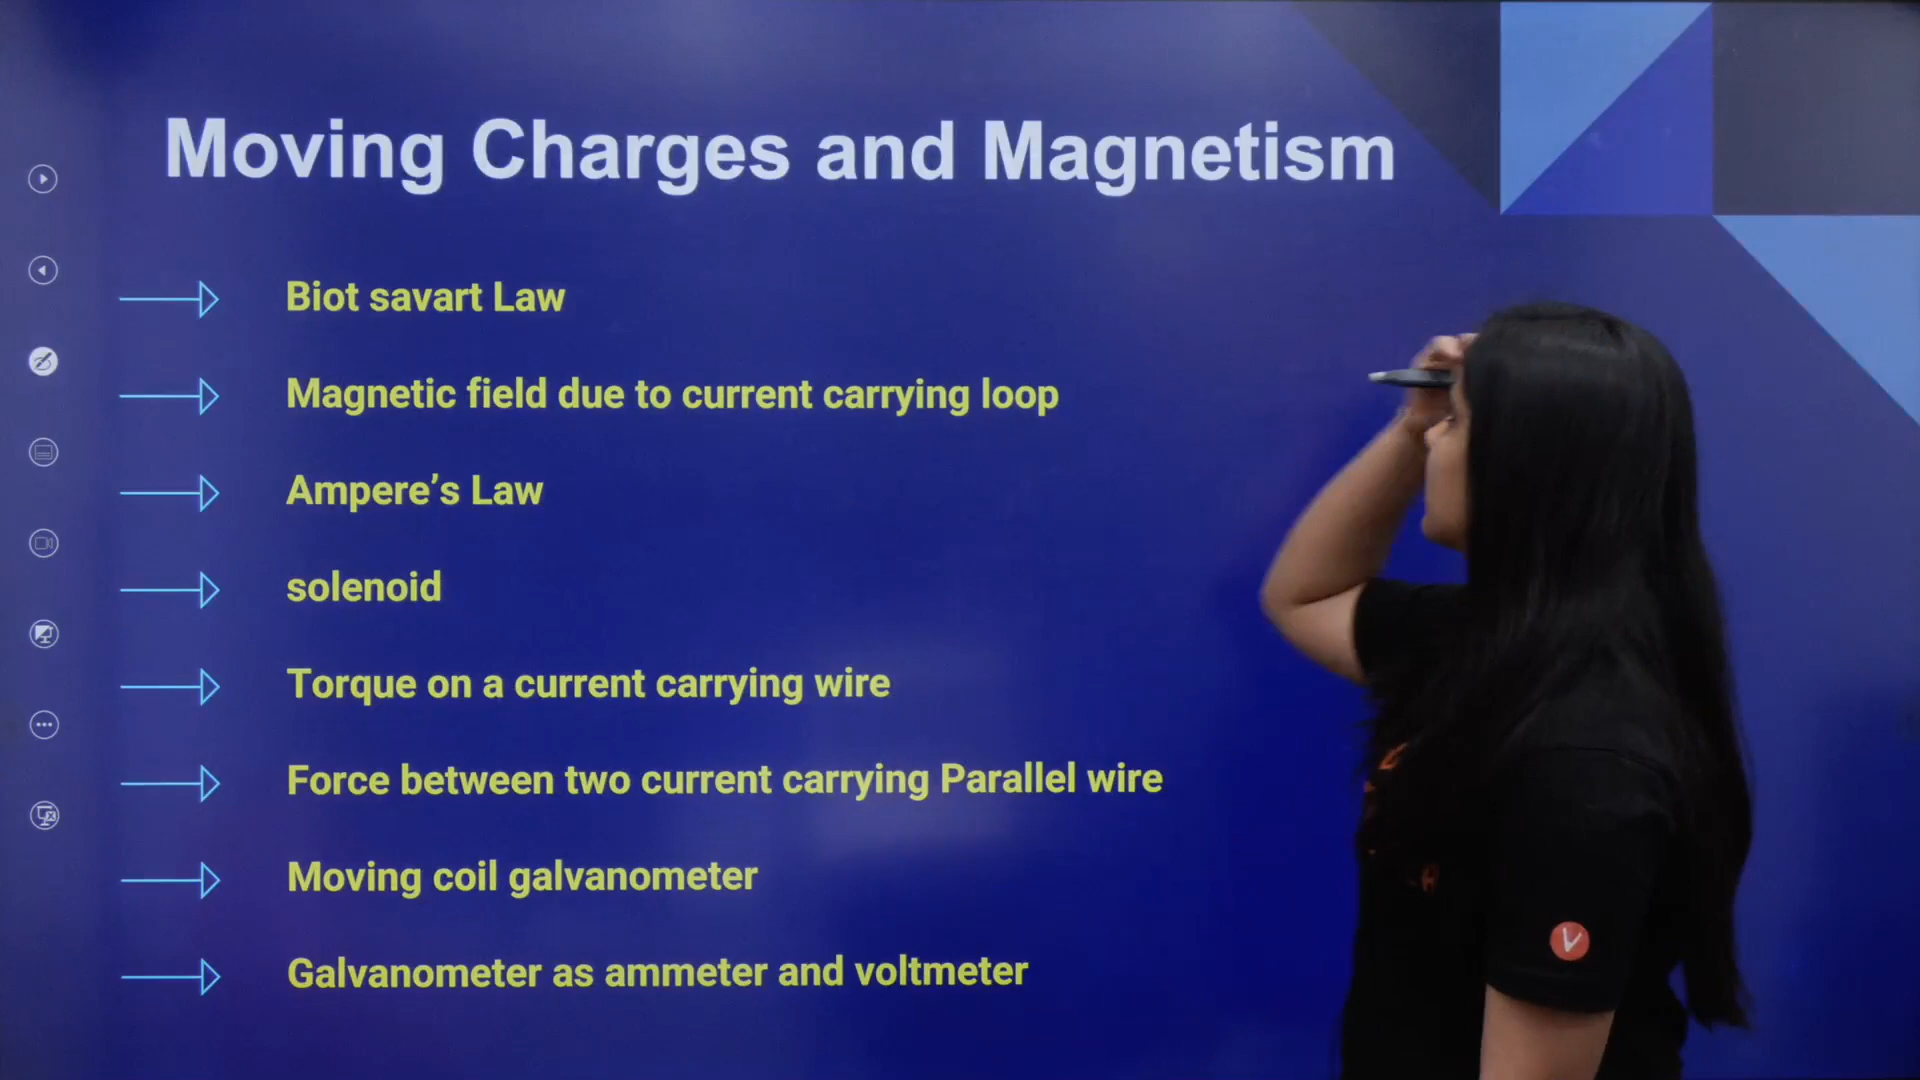 Moving Charges and Magnetism
Biot savart Law
Magnetic field due to current carrying loop
Ampere’s Law
solenoid
Torque on a current carrying wire
Force between two current carrying Parallel wire
Moving coil galvanometer
Galvanometer as ammeter and voltmeter